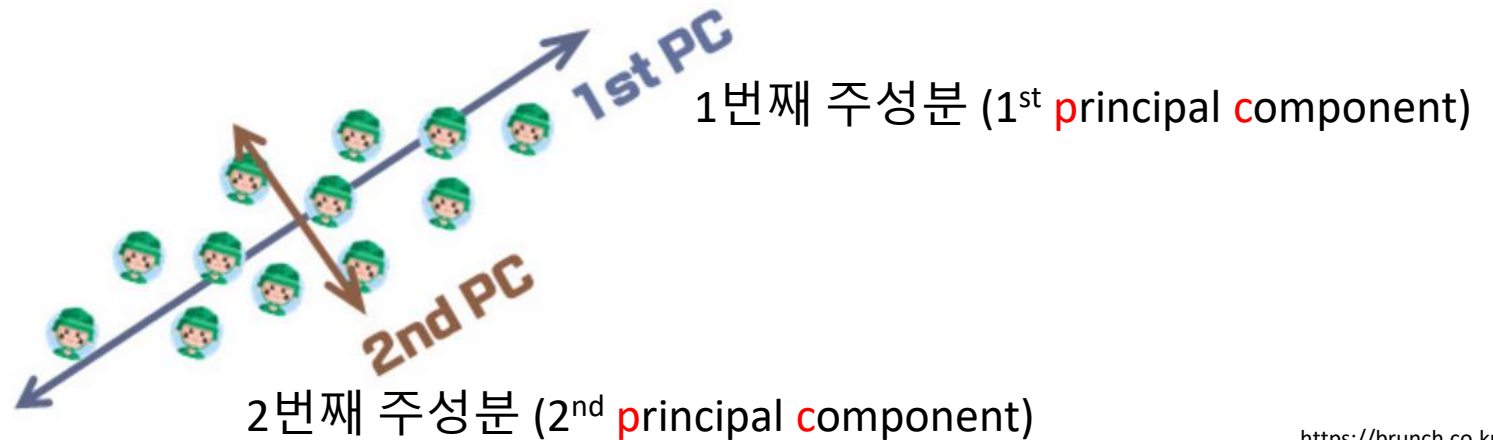 1st PC
1번째 주성분 (1st principal component)
2nd PC
2번째 주성분 (2nd principal component)